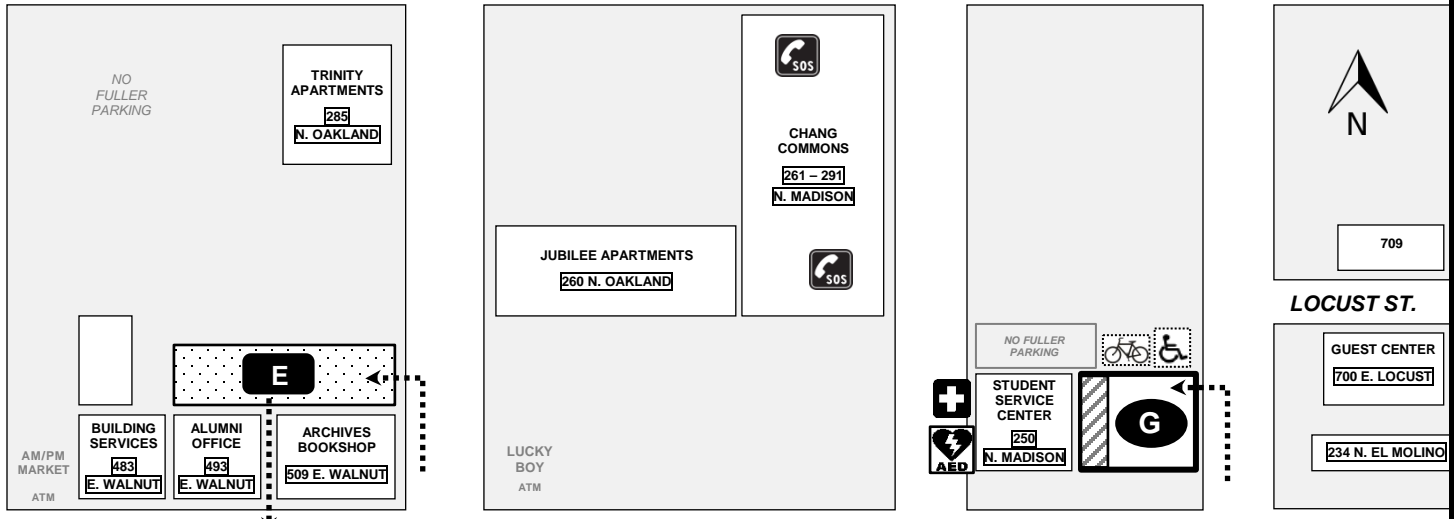 NO
FULLER
PARKING
TRINITY
APARTMENTS
285
N. OAKLAND
E
BUILDING
SERVICES
483
E. WALNUT
ALUMNI
OFFICE
493
E. WALNUT
ARCHIVES
BOOKSHOP
509 E. WALNUT
AM/PM
MARKET
ATM
SOS
CHANG
COMMONS
261 – 291
N. MADISON
SOS
JUBILEE APARTMENTS
260 N. OAKLAND
LUCKY
BOY
ATM
NO FULLER
PARKING
STUDENT
SERVICE
CENTER
250
N. MADISON
AED
G
N
709
LOCUST ST.
GUEST CENTER
700 E. LOCUST
234 N. EL MOLINO